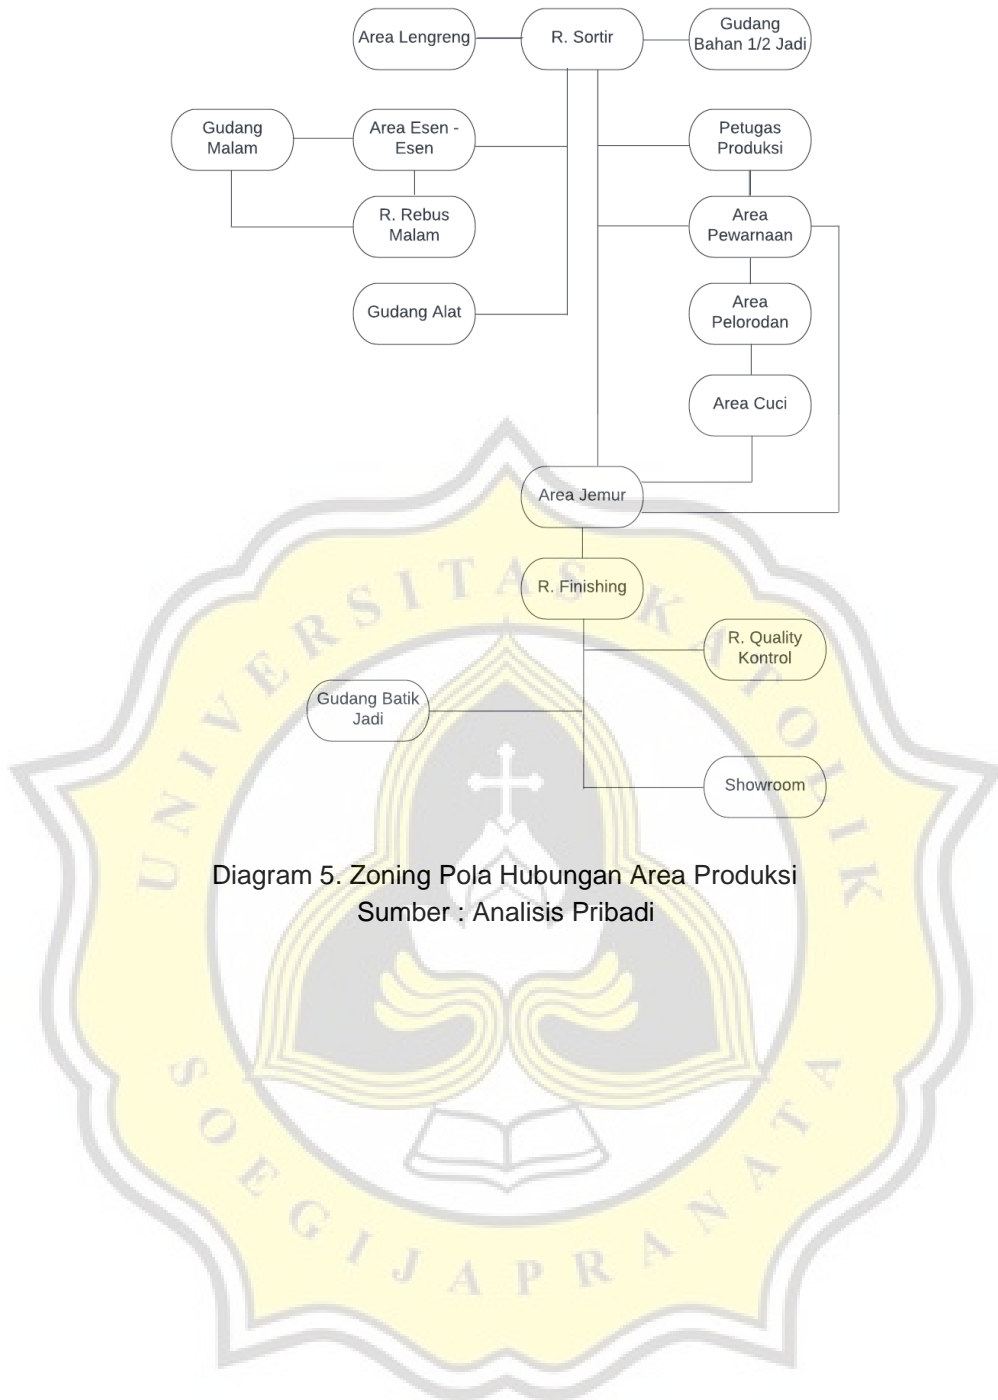 Area Lengreng
R. Sortir
Gudang
Bahan 1/2 Jadi
Gudang
Malam
Area Esen -
Esen
Petugas
Produksi
R. Rebus
Malam
Area
Pewarnaan
Gudang Alat
Area
Pelorodan
Area Cuci
Area Jemur
R. Finishing
R. Quality
Kontrol
Gudang Batik
Jadi
Showroom
Diagram 5. Zoning Pola Hubungan Area Produksi
Sumber : Analisis Pribadi
UNIVERSITAS KATOLIK
SOEGIJAPRANATA